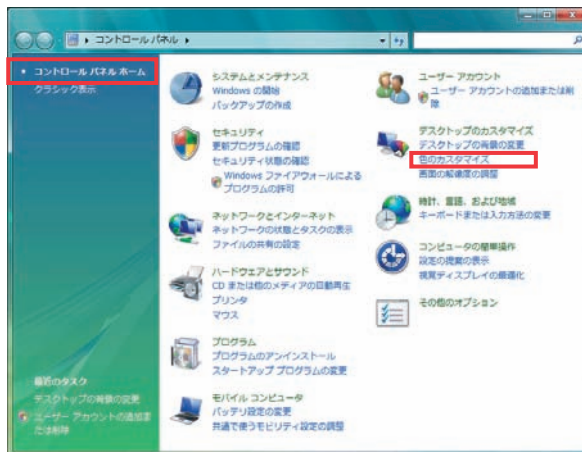 コントロール パネル
コントロール パネル ホーム
クラシック表示
システムとメンテナンス
Windows の開始
バックアップの作成
セキュリティ
更新プログラムの確認
セキュリティ状態の確認
Windows ファイアウォールによる
プログラムの許可
ネットワークとインターネット
ネットワークの状態とタスクの表示
ファイルの共有の設定
ハードウェアとサウンド
CD または他のメディアの自動再生
プリンタ
マウス
プログラム
プログラムのアンインストール
スタートアップ プログラムの変更
モバイル コンピュータ
バッテリ設定の変更
共通で使うモビリティ設定の調整
ユーザー アカウント
ユーザー アカウントの追加または削
除
デスクトップのカスタマイズ
デスクトップの背景の変更
色のカスタマイズ
画面の解像度の調整
時計、言語、および地域
キーボードまたは入力方法の変更
コンピュータの簡単操作
設定の提案の表示
視覚ディスプレイの最適化
その他のオプション
最近のタスク
デスクトップの背景の変更
ユーザー アカウントの追加ま
たは削除